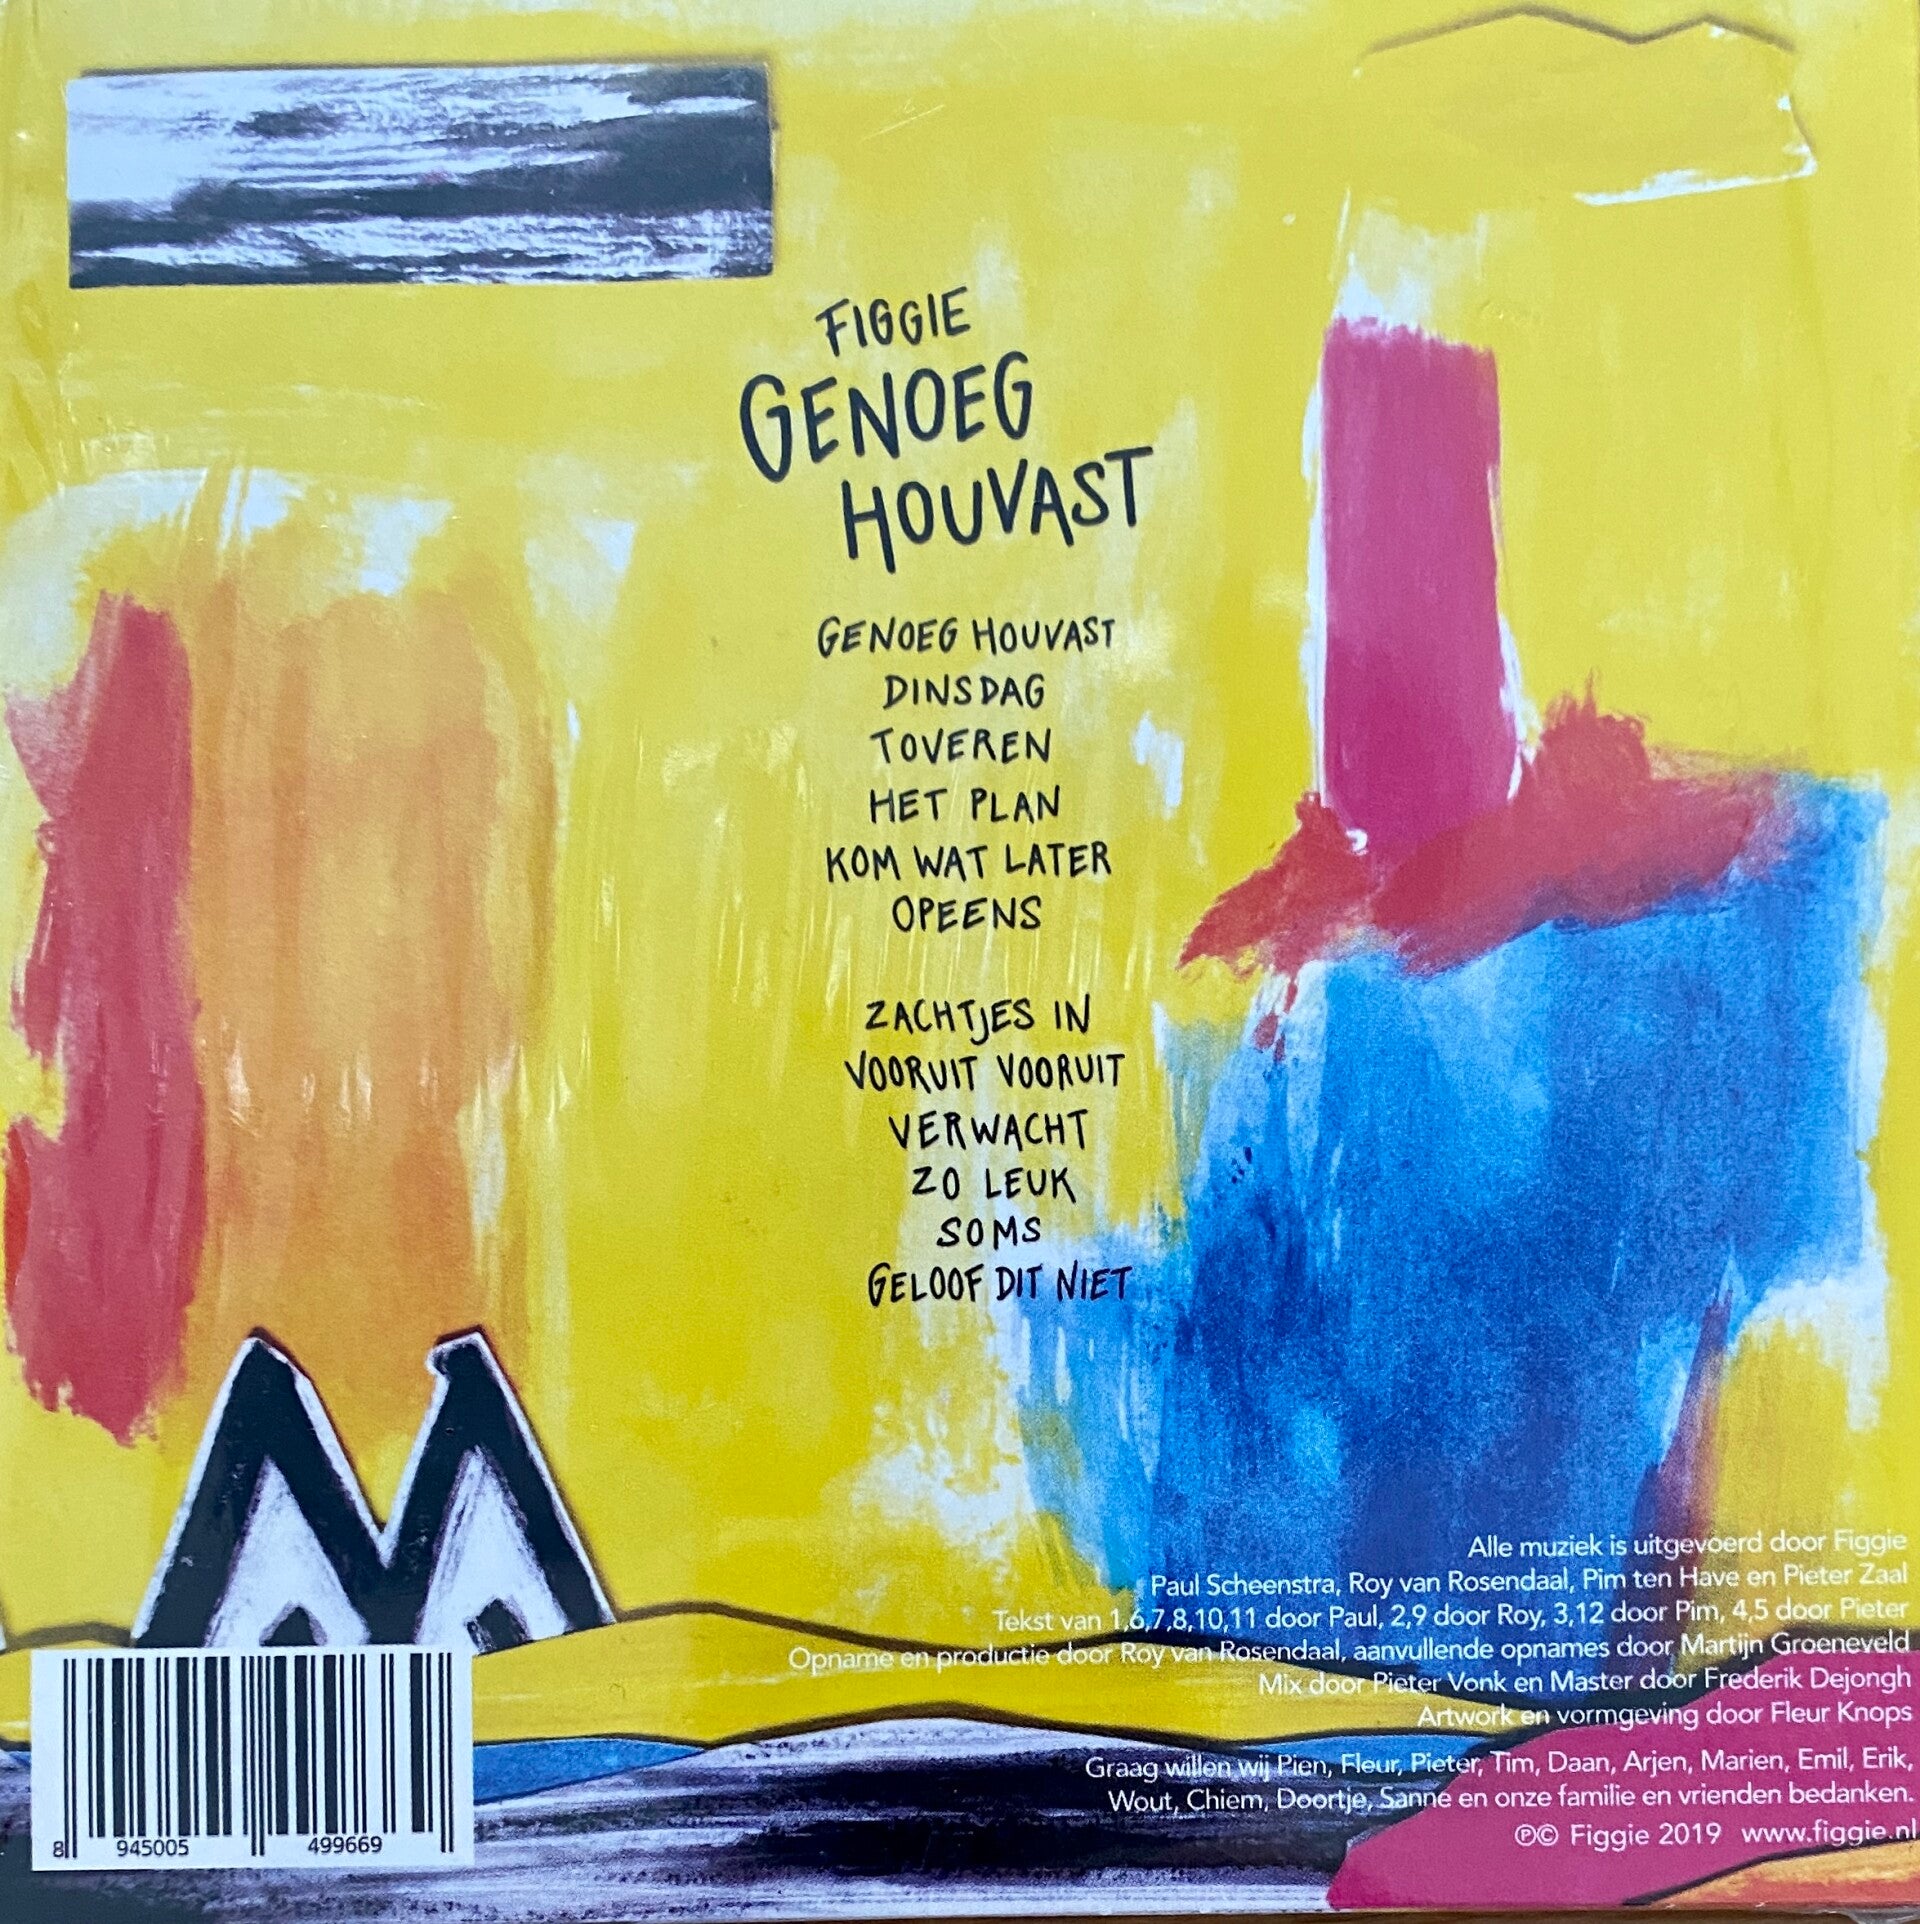 FIGGIE
GENOEG
HOUVAST
GENOEG HOUVAST
DINSDAG
TOVEREN
HET PLAN
KOM WAT LATER
OPEENS
ZACHTJES IN
VOORUIT VOORUIT
VERWACHT
ZO LEUK
SOMS
GELOOF DIT NIET
Alle muziek is uitgevoerd door Figgie
Paul Scheenstra, Roy van Rosendaal, Pim ten Have en Pieter Zaal
Tekst van 1,6,7,8,10,11 door Paul, 2,9 door Roy, 3,12 door Pim, 4,5 door Pieter
Opname en productie door Roy van Rosendaal, aanvullende opnames door Martijn Groeneveld
Mix door Pieter Vonk en Master door Frederik Dejongh
Artwork en vormgeving door Fleur Knops
Graag willen wij Pien, Fleur, Pieter, Tim, Daan, Arjen, Marien, Emil, Erik,
Wout, Chiem, Doortje, Sanne en onze familie en vrienden bedanken.
℗© Figgie 2019 www.figgie.nl
8 945005 499669